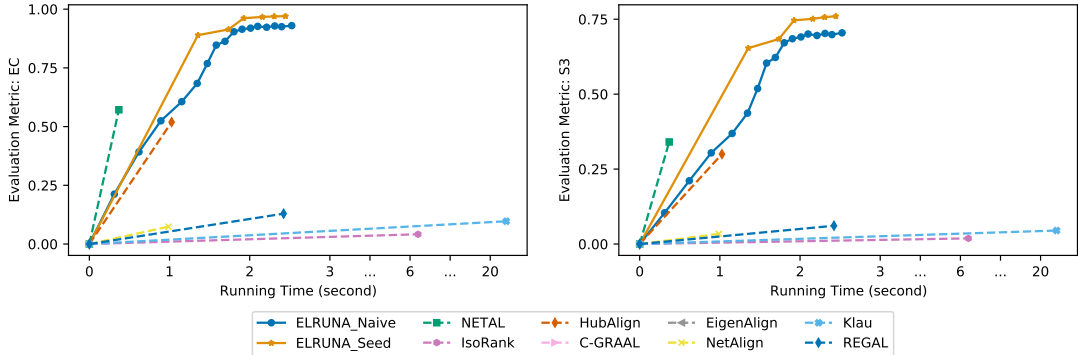 1.00
0.75
0.50
0.25
0.00
Evaluation Metric: EC
0 1 2 3 ... 6 ... 20
Running Time (second)
0.75
0.50
0.25
0.00
Evaluation Metric: S3
0 1 2 3 ... 6 ... 20
Running Time (second)
ELRUNA_Naive NETAL HubAlign EigenAlign Klau
ELRUNA_Seed IsoRank C-GRAAL NetAlign REGAL